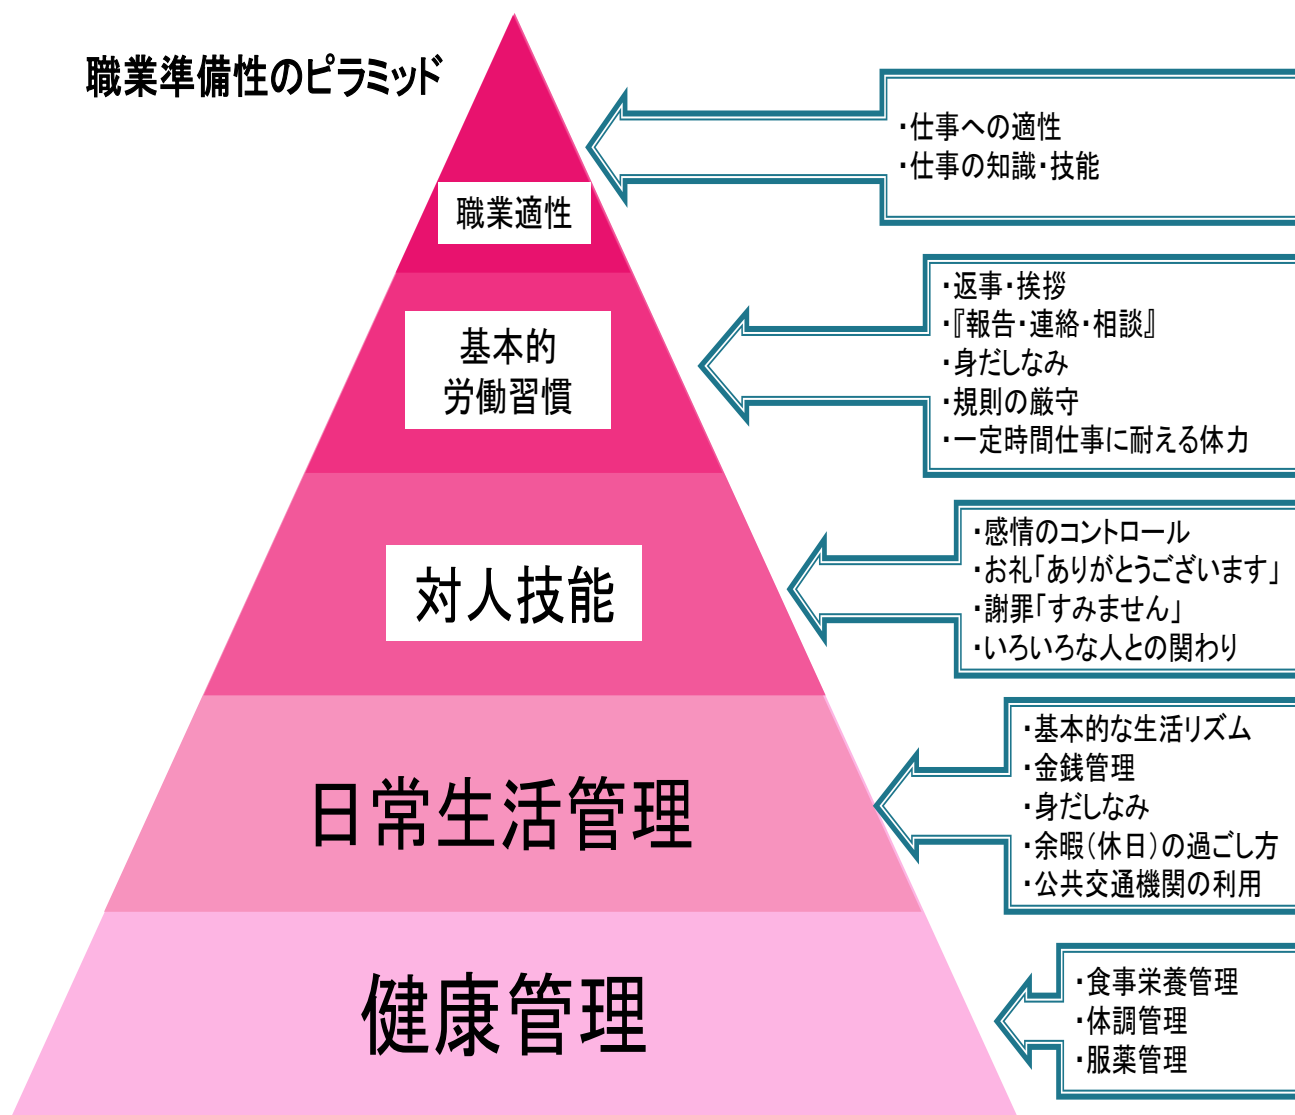 職業準備性のピラミッド
職業適性
・仕事への適性
・仕事の知識・技能
基本的
労働習慣
・返事・挨拶
・『報告・連絡・相談』
・身だしなみ
・規則の厳守
・一定時間仕事に耐える体力
対人技能
・感情のコントロール
・お礼「ありがとうございます」
・謝罪「すみません」
・いろいろな人との関わり
日常生活管理
・基本的な生活リズム
・金銭管理
・身だしなみ
・余暇(休日)の過ごし方
・公共交通機関の利用
健康管理
・食事栄養管理
・体調管理
・服薬管理